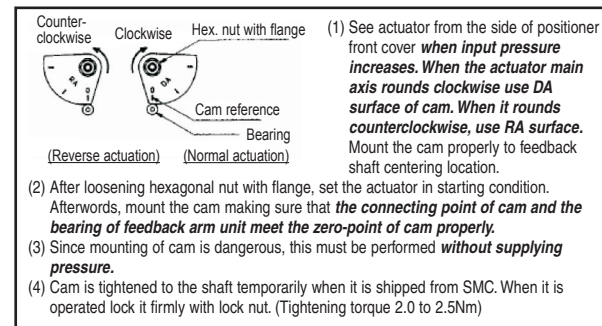 Counter-
clockwise
Clockwise
Hex. nut with flange
RA
0
DA
0
Cam reference
Bearing
(Reverse actuation) (Normal actuation)
(1) See actuator from the side of positioner
front cover when input pressure
increases. When the actuator main
axis rounds clockwise use DA
surface of cam. When it rounds
counterclockwise, use RA surface.
Mount the cam properly to feedback
shaft centering location.
(2) After loosening hexagonal nut with flange, set the actuator in starting condition.
Afterwords, mount the cam making sure that the connecting point of cam and the
bearing of feedback arm unit meet the zero-point of cam properly.
(3) Since mounting of cam is dangerous, this must be performed without supplying
pressure.
(4) Cam is tightened to the shaft temporarily when it is shipped from SMC. When it is
operated lock it firmly with lock nut. (Tightening torque 2.0 to 2.5Nm)